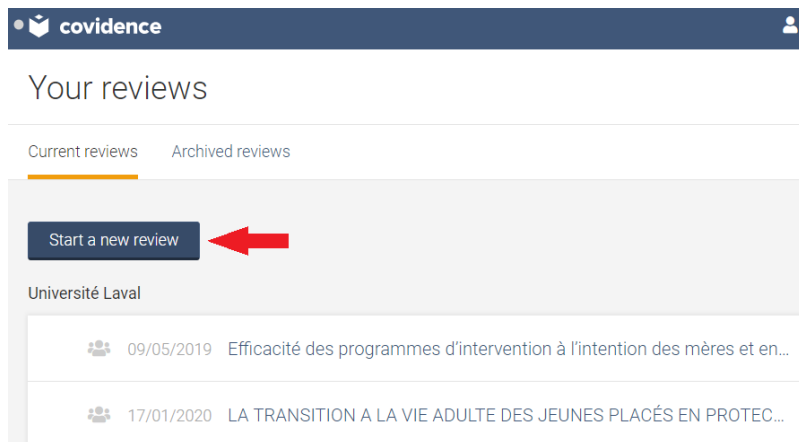 covidence
Your reviews
Current reviews Archived reviews
Start a new review
Université Laval
09/05/2019 Efficacité des programmes d'intervention à l'intention des mères et en...
17/01/2020 LA TRANSITION A LA VIE ADULTE DES JEUNES PLACÉS EN PROTEC...